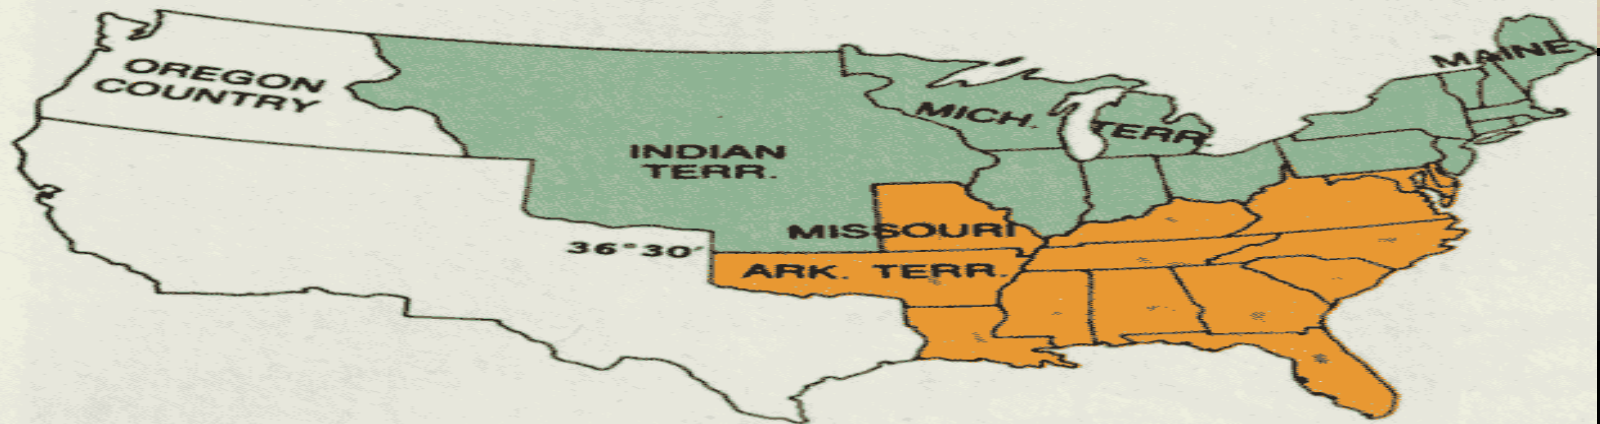 OREGON
COUNTRY
MAINE
MICH. TERR.
INDIAN
TERR.
MISSOURI
36°30′
ARK. TERR.